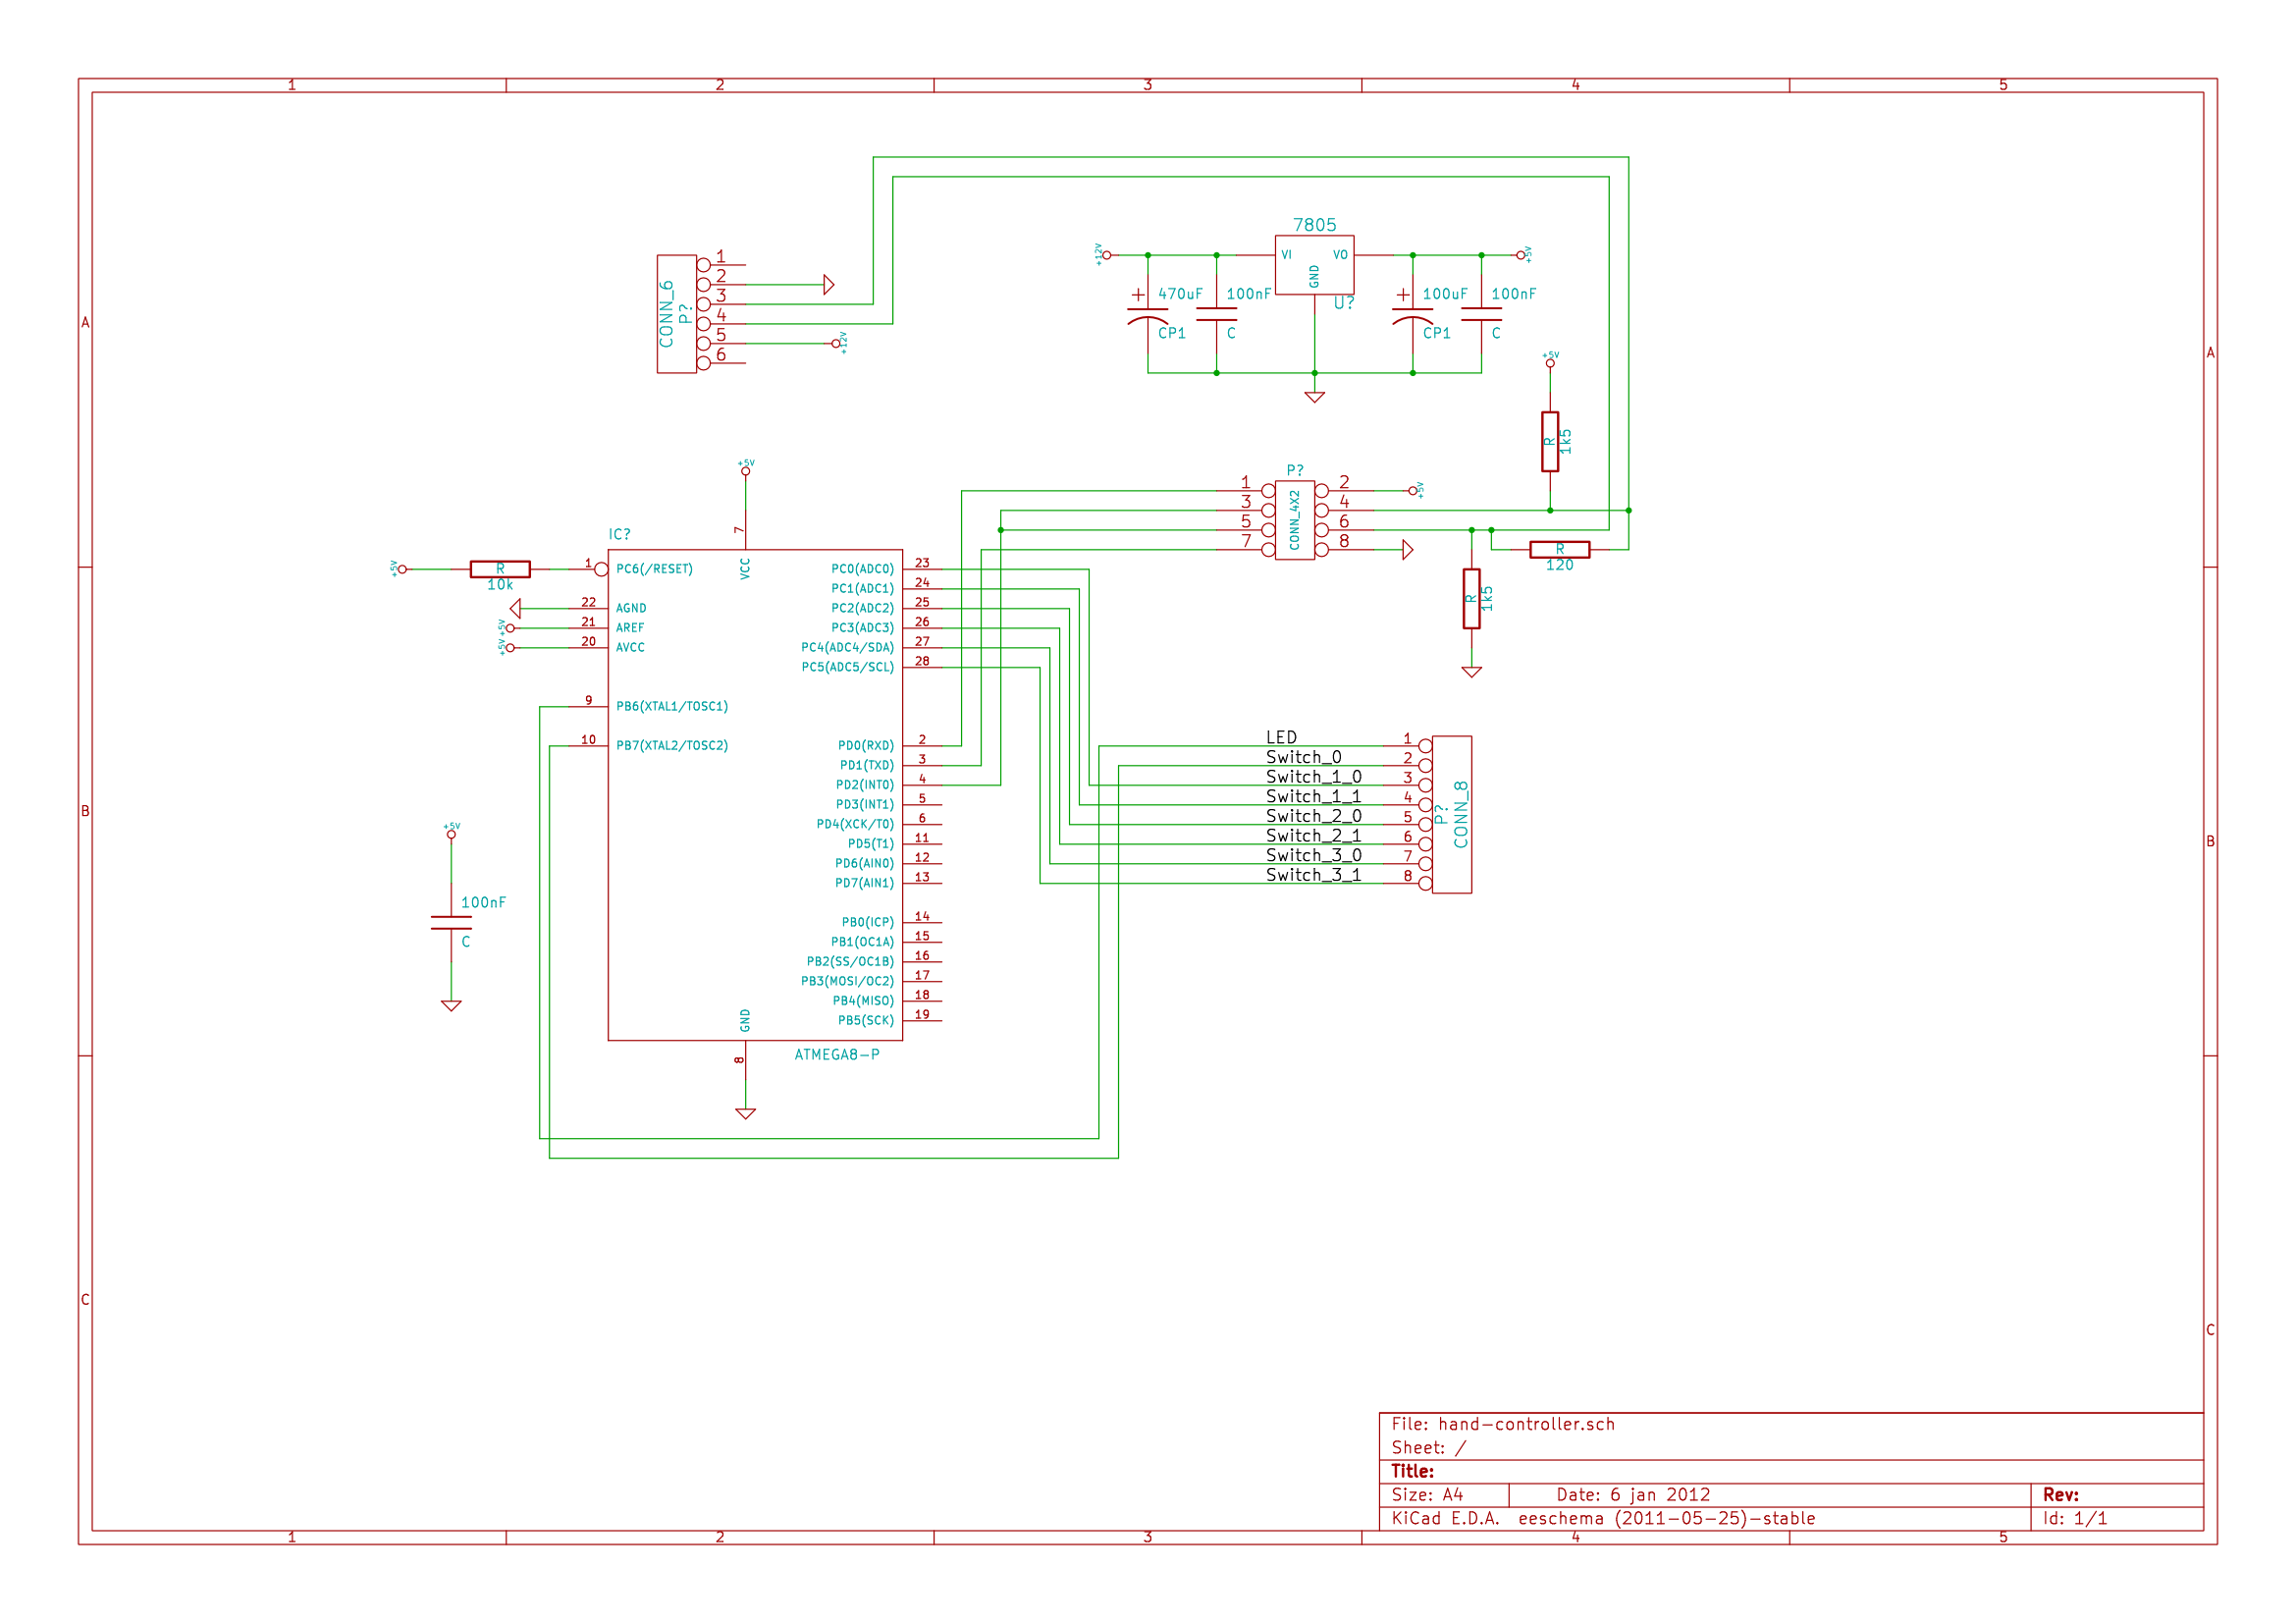 1 2 3 4 5
A
A
7805
+12V
VI VO
GND
+5V
U?
470uF
CP1
100nF
C
100uF
CP1
100nF
C
CONN_6
P?
1
2
3
4
5
6
+12V
+5V
R
1k5
P?
CONN_4X2
1 2
3 4
5 6
7 8
+5V
R
120
R
1k5
+5V
IC?
7
VCC
+5V
R
10k
1 PC6(/RESET)
22 AGND
+5V 21 AREF
+5V 20 AVCC
9 PB6(XTAL1/TOSC1)
10 PB7(XTAL2/TOSC2)
PC0(ADC0) 23
PC1(ADC1) 24
PC2(ADC2) 25
PC3(ADC3) 26
PC4(ADC4/SDA) 27
PC5(ADC5/SCL) 28
PD0(RXD) 2
PD1(TXD) 3
PD2(INT0) 4
PD3(INT1) 5
PD4(XCK/T0) 6
PD5(T1) 11
PD6(AIN0) 12
PD7(AIN1) 13
PB0(ICP) 14
PB1(OC1A) 15
PB2(SS/OC1B) 16
PB3(MOSI/OC2) 17
PB4(MISO) 18
PB5(SCK) 19
GND
8
ATMEGA8-P
LED 1
Switch_0 2
Switch_1_0 3
Switch_1_1 4
Switch_2_0 5
Switch_2_1 6
Switch_3_0 7
Switch_3_1 8
P?
CONN_8
B
B
+5V
100nF
C
C
C
File: hand-controller.sch
Sheet: /
Title:
Size: A4 Date: 6 jan 2012 Rev:
KiCad E.D.A. eeschema (2011-05-25)-stable Id: 1/1
1 2 3 4 5